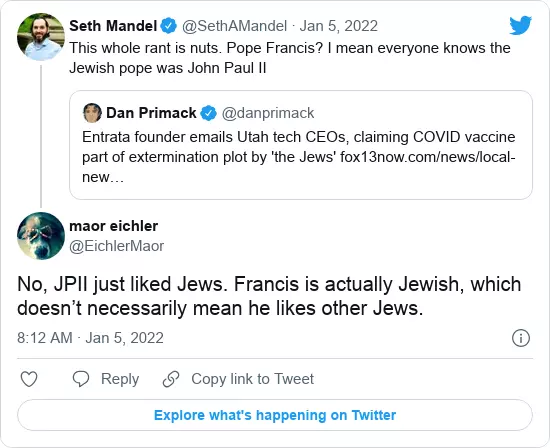 Seth Mandel @SethAMandel · Jan 5, 2022
This whole rant is nuts. Pope Francis? I mean everyone knows the
Jewish pope was John Paul II
Dan Primack @danprimack
Entrata founder emails Utah tech CEOs, claiming COVID vaccine
part of extermination plot by 'the Jews' fox13now.com/news/local-
new…
maor eichler
@EichlerMaor
No, JPII just liked Jews. Francis is actually Jewish, which
doesn’t necessarily mean he likes other Jews.
8:12 AM · Jan 5, 2022
Reply Copy link to Tweet
Explore what's happening on Twitter